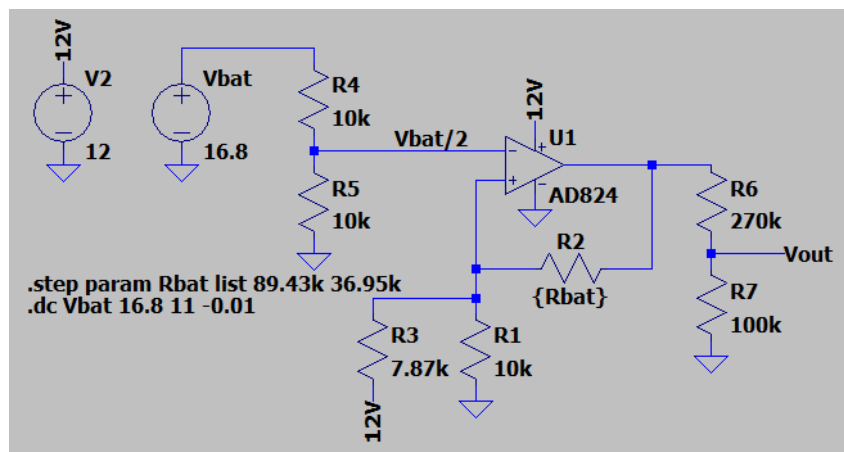 12V
V2
12
Vbat
16.8
R4
10k
Vbat/2
R5
10k
12V
U1
AD824
R2
{Rbat}
R6
270k
Vout
R7
100k
.step param Rbat list 89.43k 36.95k
.dc Vbat 16.8 11 -0.01
R3
7.87k
12V
R1
10k